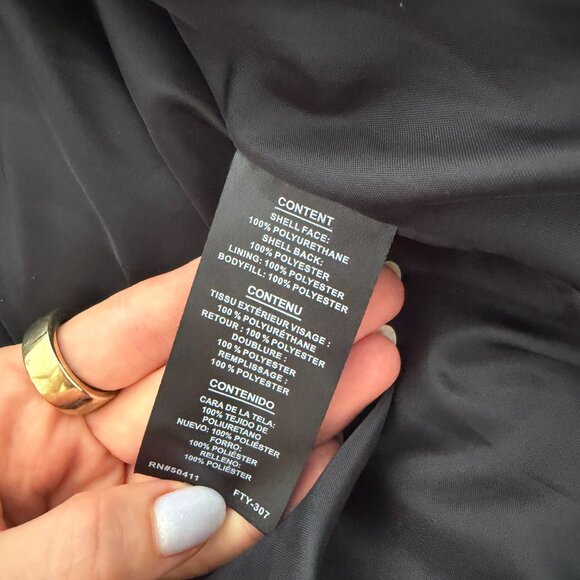 CONTENT
SHELL FACE:
100% POLYURETHANE
SHELL BACK:
100% POLYESTER
LINING: 100% POLYESTER
BODYFILL: 100% POLYESTER
CONTENU
TISSU EXTÉRIEUR VISAGE :
100 % POLYURÉTHANE
RETOUR : 100 % POLYESTER
DOUBLURE :
100 % POLYESTER
REMPLISSAGE :
100 % POLYESTER
CONTENIDO
CARA DE LA TELA:
100% TEJIDO DE
POLIURETANO
NUEVO: 100% POLIÉSTER
FORRO:
100% POLIÉSTER
RELLENO:
100% POLIÉSTER
RN#50411
FTY-307